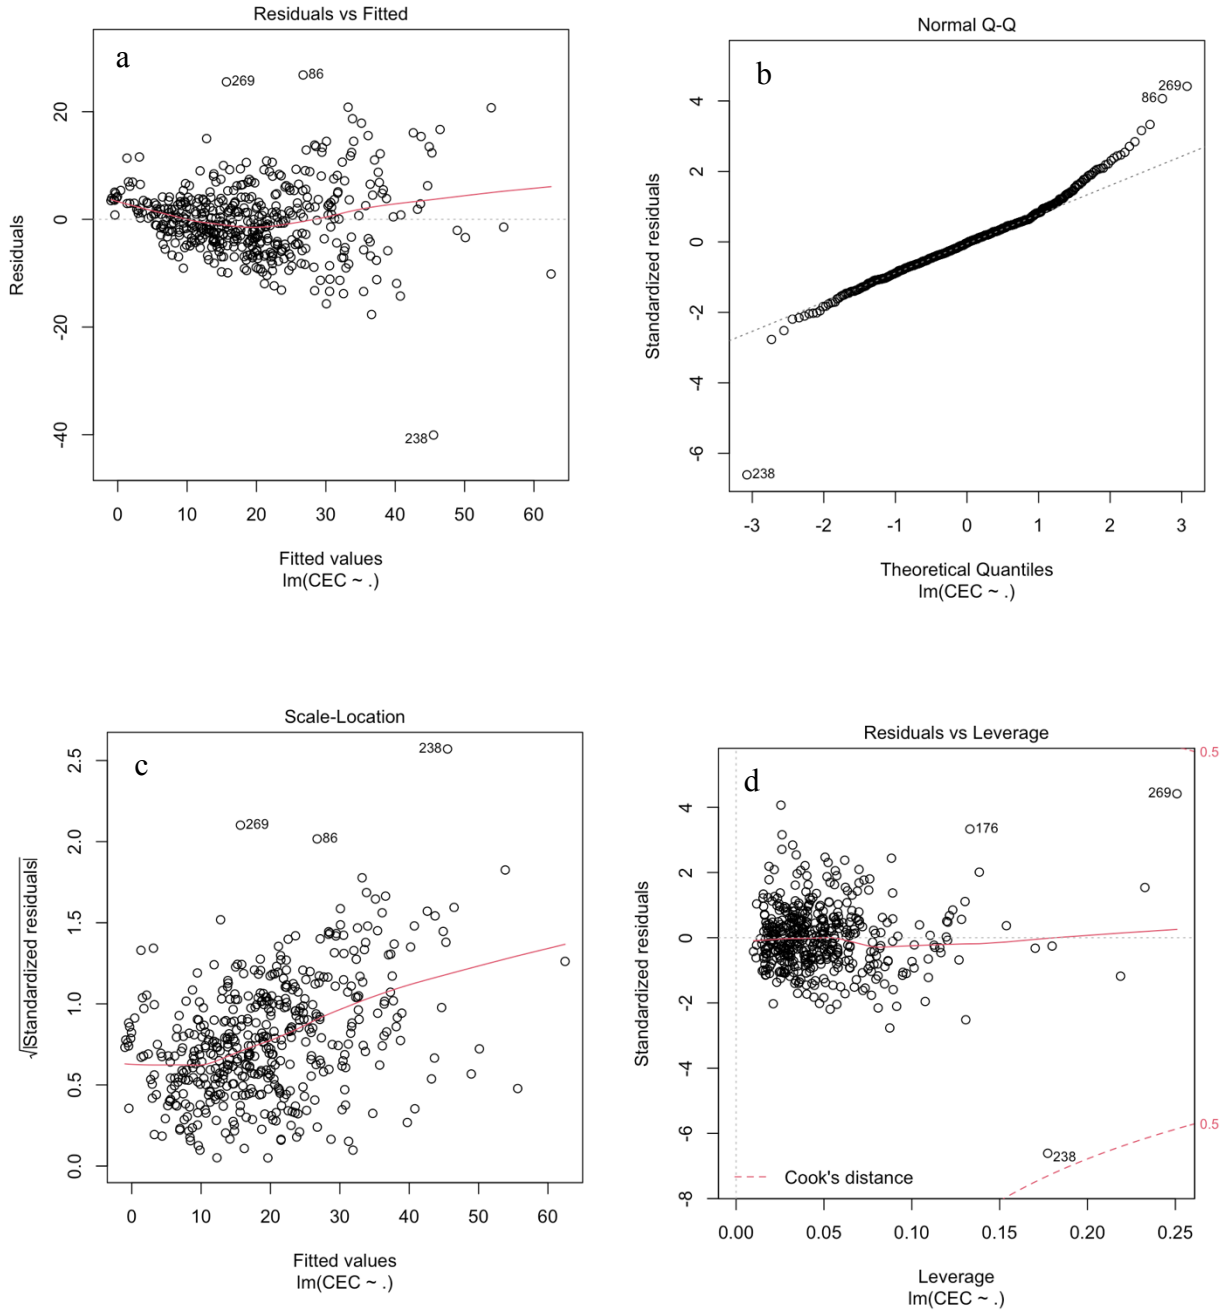 Residuals vs Fitted
a
269
86
238
20
0
-20
-40
Residuals
0 10 20 30 40 50 60
Fitted values
lm(CEC ~ .)
Normal Q-Q
b
269
86
238
4
2
0
-2
-4
-6
Standardized residuals
-3 -2 -1 0 1 2 3
Theoretical Quantiles
lm(CEC ~ .)
Scale-Location
c
238
269
86
2.5
2.0
1.5
1.0
0.5
0.0
√|Standardized residuals|
0 10 20 30 40 50 60
Fitted values
lm(CEC ~ .)
Residuals vs Leverage
d
0.5
269
176
0.5
238
Cook's distance
4
2
0
-2
-4
-6
-8
Standardized residuals
0.00 0.05 0.10 0.15 0.20 0.25
Leverage
lm(CEC ~ .)